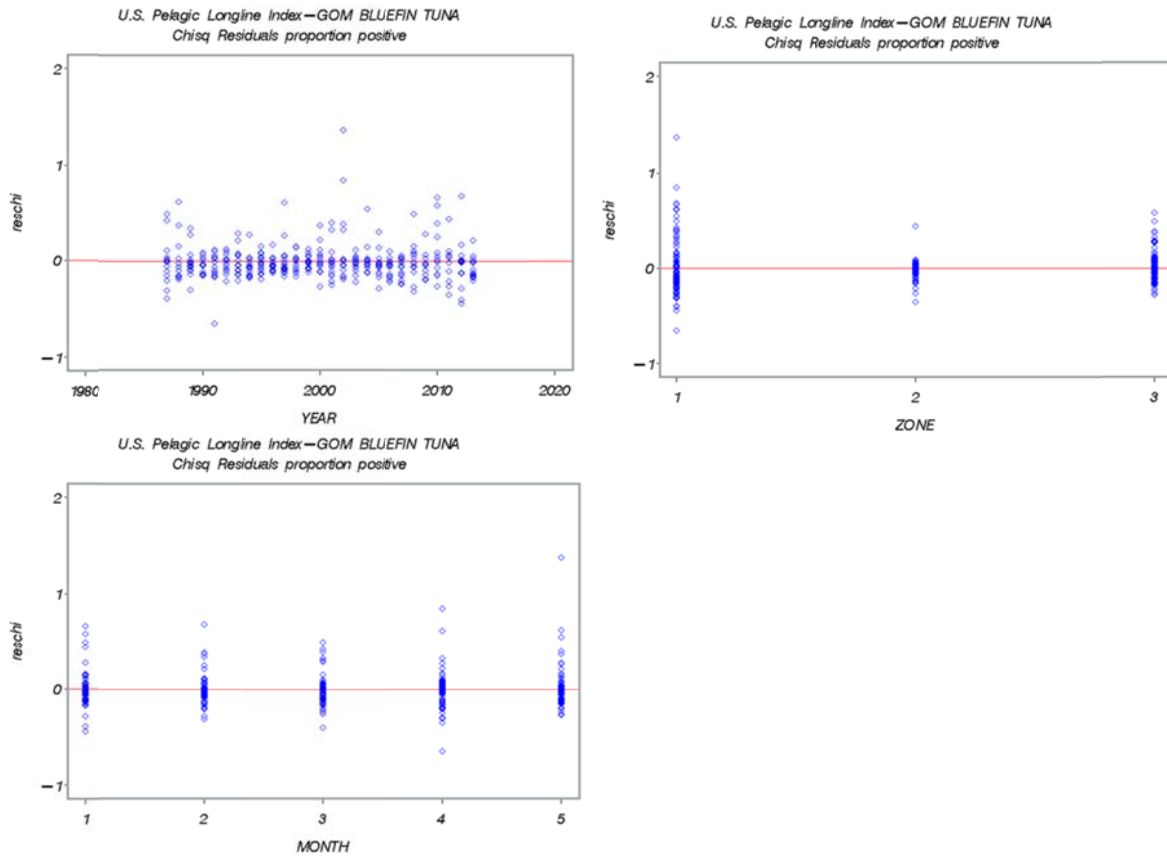 U.S. Pelagic Longline Index—GOM BLUEFIN TUNA
Chisq Residuals proportion positive
2
1
0
—1
reschi
1980 1990 2000 2010 2020
YEAR
U.S. Pelagic Longline Index—GOM BLUEFIN TUNA
Chisq Residuals proportion positive
2
1
0
—1
reschi
1 2 3
ZONE
U.S. Pelagic Longline Index—GOM BLUEFIN TUNA
Chisq Residuals proportion positive
2
1
0
—1
reschi
1 2 3 4 5
MONTH